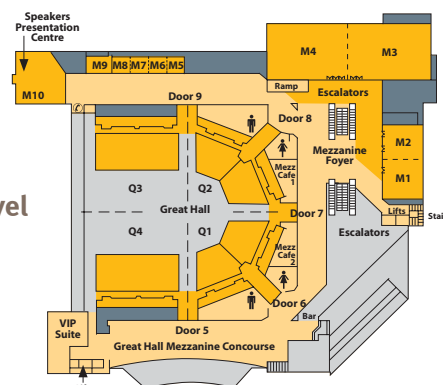 Speakers
Presentation
Centre
M10
M9
M8
M7
M6
M5
M4
M3
Ramp
Escalators
Door 9
Door 8
M2
M1
Mezzanine
Foyer
Mezz
Cafe
1
Q3
Q2
Great Hall
Door 7
vel
Q4
Q1
Lifts
Stai
Escalators
Mezz
Cafe
2
Door 6
Bar
VIP
Suite
Door 5
Great Hall Mezzanine Concourse